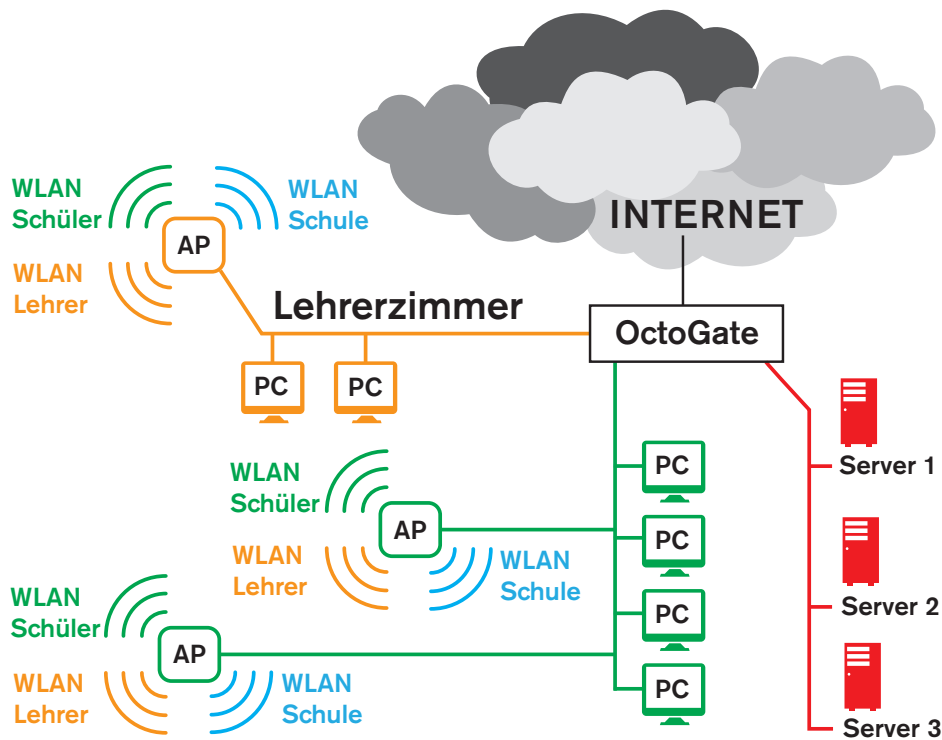 INTERNET
WLAN
Schüler
WLAN
Schule
AP
WLAN
Lehrer
Lehrerzimmer
OctoGate
PC
PC
Server 1
WLAN
Schüler
PC
AP
PC
WLAN
Lehrer
WLAN
Schule
Server 2
WLAN
Schüler
PC
AP
WLAN
Lehrer
WLAN
Schule
PC
Server 3